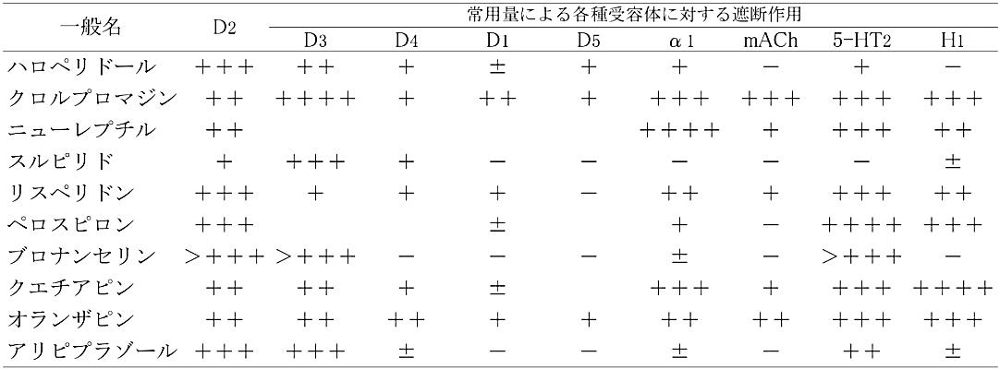 一般名 D2 常用量による各種受容体に対する遮断作用
D3 D4 D1 D5 α1 mACh 5-HT2 H1
ハロペリドール +++ ++ + ± + + − + −
クロルプロマジン ++ ++++ + ++ + +++ +++ +++ +++
ニューレプチル ++ ++++ + +++ ++
スルピリド + +++ + − − − − − ±
リスペリドン +++ + + + − ++ + +++ ++
ペロスピロン +++ ± + − ++++ +++
ブロナンセリン >+++ >+++ − − − ± − >+++ −
クエチアピン ++ ++ + ± +++ + +++ ++++
オランザピン ++ ++ ++ + + ++ ++ +++ +++
アリピプラゾール +++ +++ ± − − ± − ++ ±